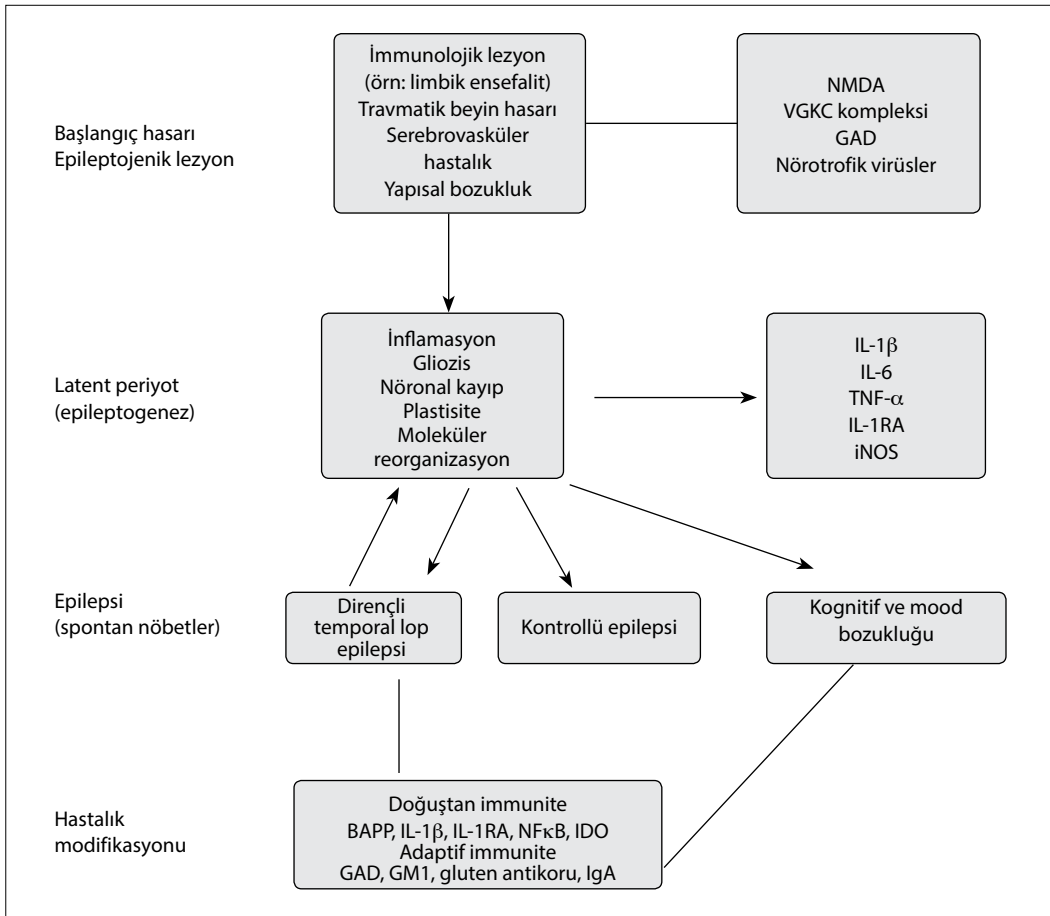 Başlangıç hasarı
Epileptojenik lezyon
İmmunolojik lezyon
(örn: limbik ensefalit)
Travmatik beyin hasarı
Serebrovasküler
hastalık
Yapısal bozukluk
NMDA
VGKC kompleksi
GAD
Nörotrofik virüsler
Latent periyot
(epileptogenez)
İnflamasyon
Gliozis
Nöronal kayıp
Plastisite
Moleküler
reorganizasyon
IL-1β
IL-6
TNF-α
IL-1RA
iNOS
Epilepsi
(spontan nöbetler)
Dirençli
temporal lop
epilepsi
Kontrollü epilepsi
Kognitif ve mood
bozukluğu
Hastalık
modifikasyonu
Doğuştan immunite
BAPP, IL-1β, IL-1RA, NFκB, IDO
Adaptif immunite
GAD, GM1, gluten antikoru, IgA